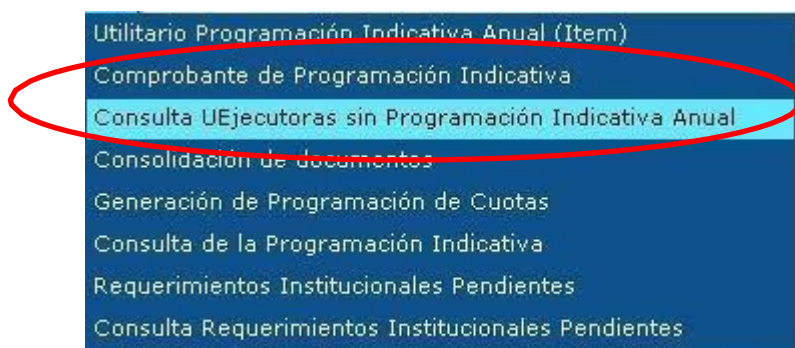 Utilitario Programación Indicativa Anual (Item)
Comprobante de Programación Indicativa
Consulta UEjecutoras sin Programación Indicativa Anual
Consolidación de documentos
Generación de Programación de Cuotas
Consulta de la Programación Indicativa
Requerimientos Institucionales Pendientes
Consulta Requerimientos Institucionales Pendientes